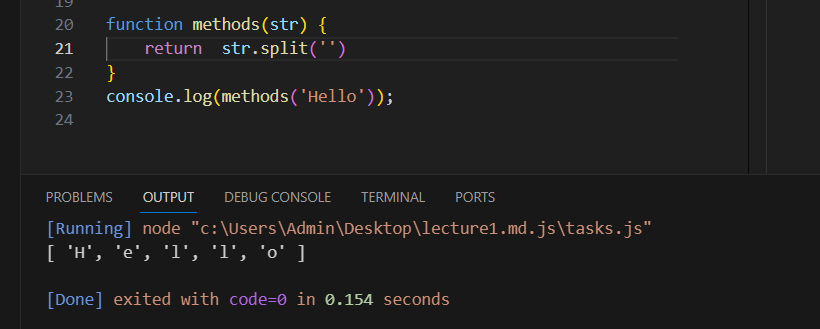 19
20 function methods(str) {
21     return  str.split('')
22 }
23 console.log(methods('Hello'));
24
PROBLEMS OUTPUT DEBUG CONSOLE TERMINAL PORTS
[Running] node "c:\Users\Admin\Desktop\lecture1.md.js\tasks.js"
[ 'H', 'e', 'l', 'l', 'o' ]
[Done] exited with code=0 in 0.154 seconds